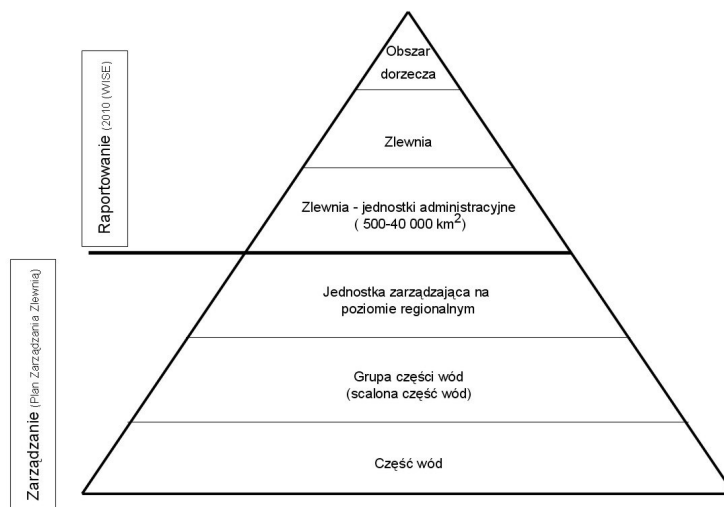 Raportowanie (2010 (WISE)
Obszar
dorzecza
Zlewnia
Zlewnia - jednostki administracyjne
( 500-40 000 km²)
Zarządzanie (Plan Zarządzania Zlewnią)
Jednostka zarządzająca na
poziomie regionalnym
Grupa części wód
(scalona część wód)
Część wód